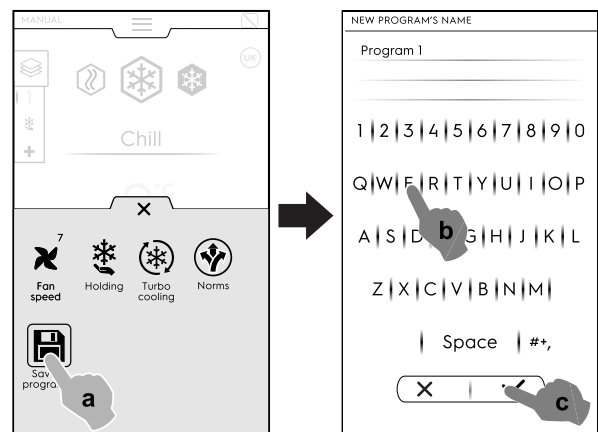 MANUAL
UK
Chill
°C
7
Fan speed
Holding
Turbo cooling
Norms
a
NEW PROGRAM'S NAME
Program 1
1 2 3 4 5 6 7 8 9 0
Q W E R T Y U I O P
A S D G H J K L
b
Z X C V B N M
Space #+,
c